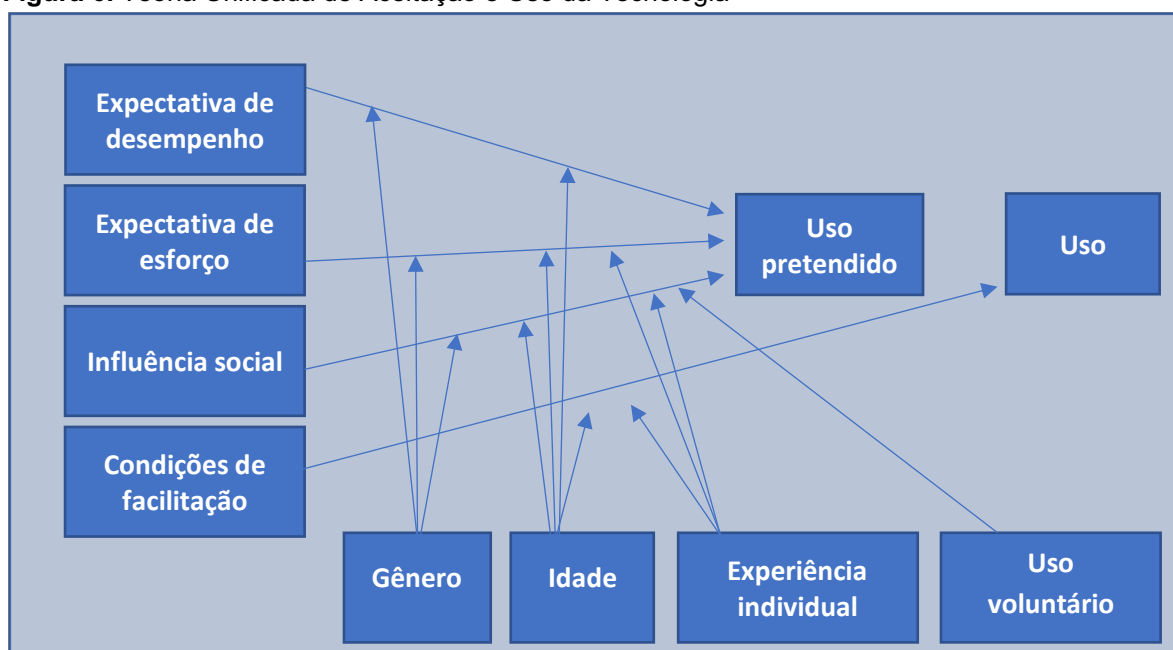 Expectativa de
desempenho
Expectativa de
esforço
Influência social
Condições de
facilitação
Uso
pretendido
Uso
Gênero
Idade
Experiência
individual
Uso
voluntário